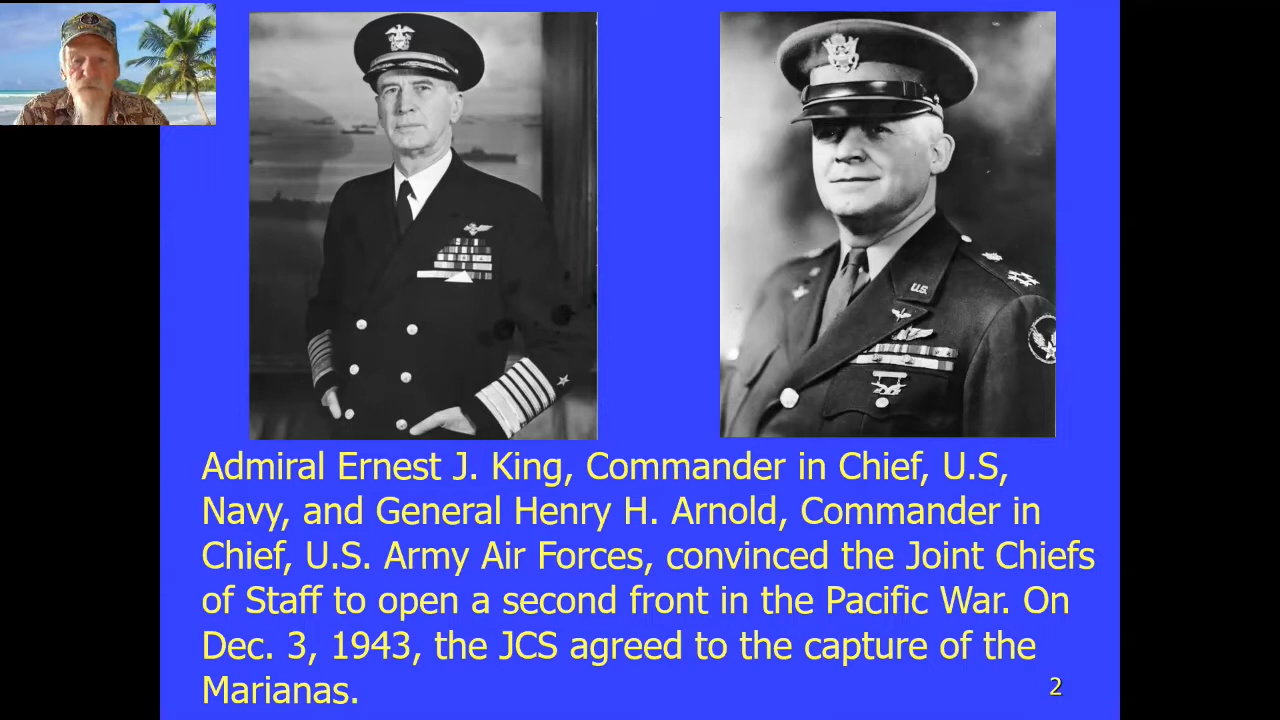 U.S.
Admiral Ernest J. King, Commander in Chief, U.S,
Navy, and General Henry H. Arnold, Commander in
Chief, U.S. Army Air Forces, convinced the Joint Chiefs
of Staff to open a second front in the Pacific War. On
Dec. 3, 1943, the JCS agreed to the capture of the
Marianas.
2